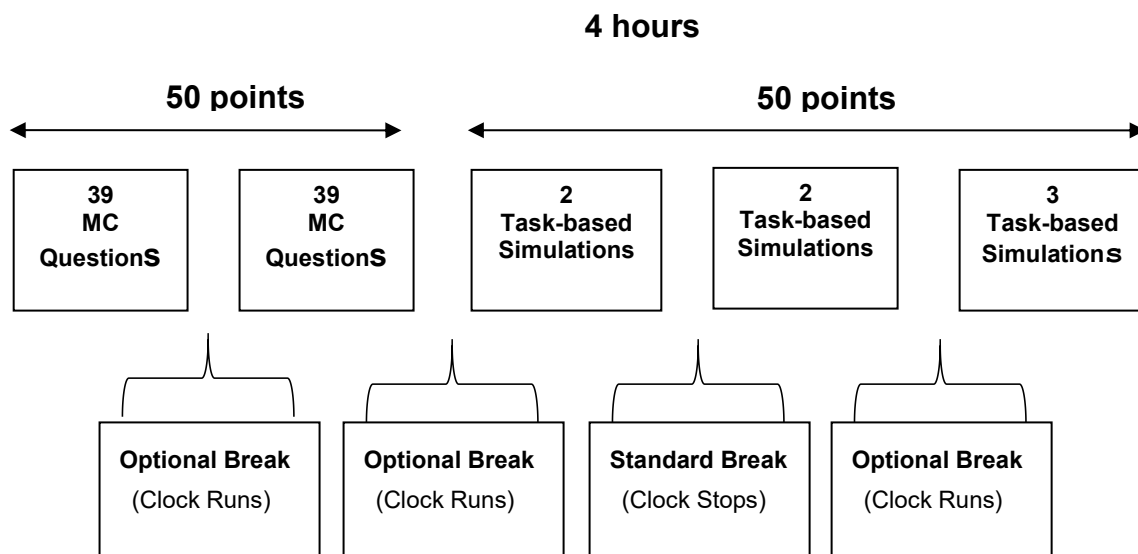 4 hours
50 points
50 points
39
MC
Questions
39
MC
Questions
2
Task-based
Simulations
2
Task-based
Simulations
3
Task-based
Simulations
Optional Break
(Clock Runs)
Optional Break
(Clock Runs)
Standard Break
(Clock Stops)
Optional Break
(Clock Runs)